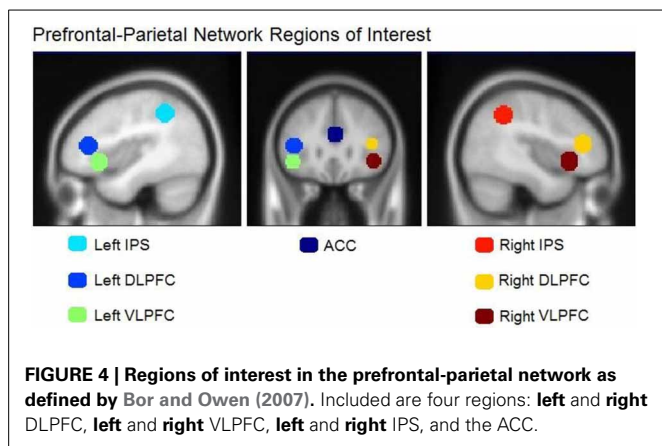 Prefrontal-Parietal Network Regions of Interest
Left IPS
Left DLPFC
Left VLPFC
ACC
Right IPS
Right DLPFC
Right VLPFC
FIGURE 4 | Regions of interest in the prefrontal-parietal network as
defined by Bor and Owen (2007). Included are four regions: left and right
DLPFC, left and right VLPFC, left and right IPS, and the ACC.